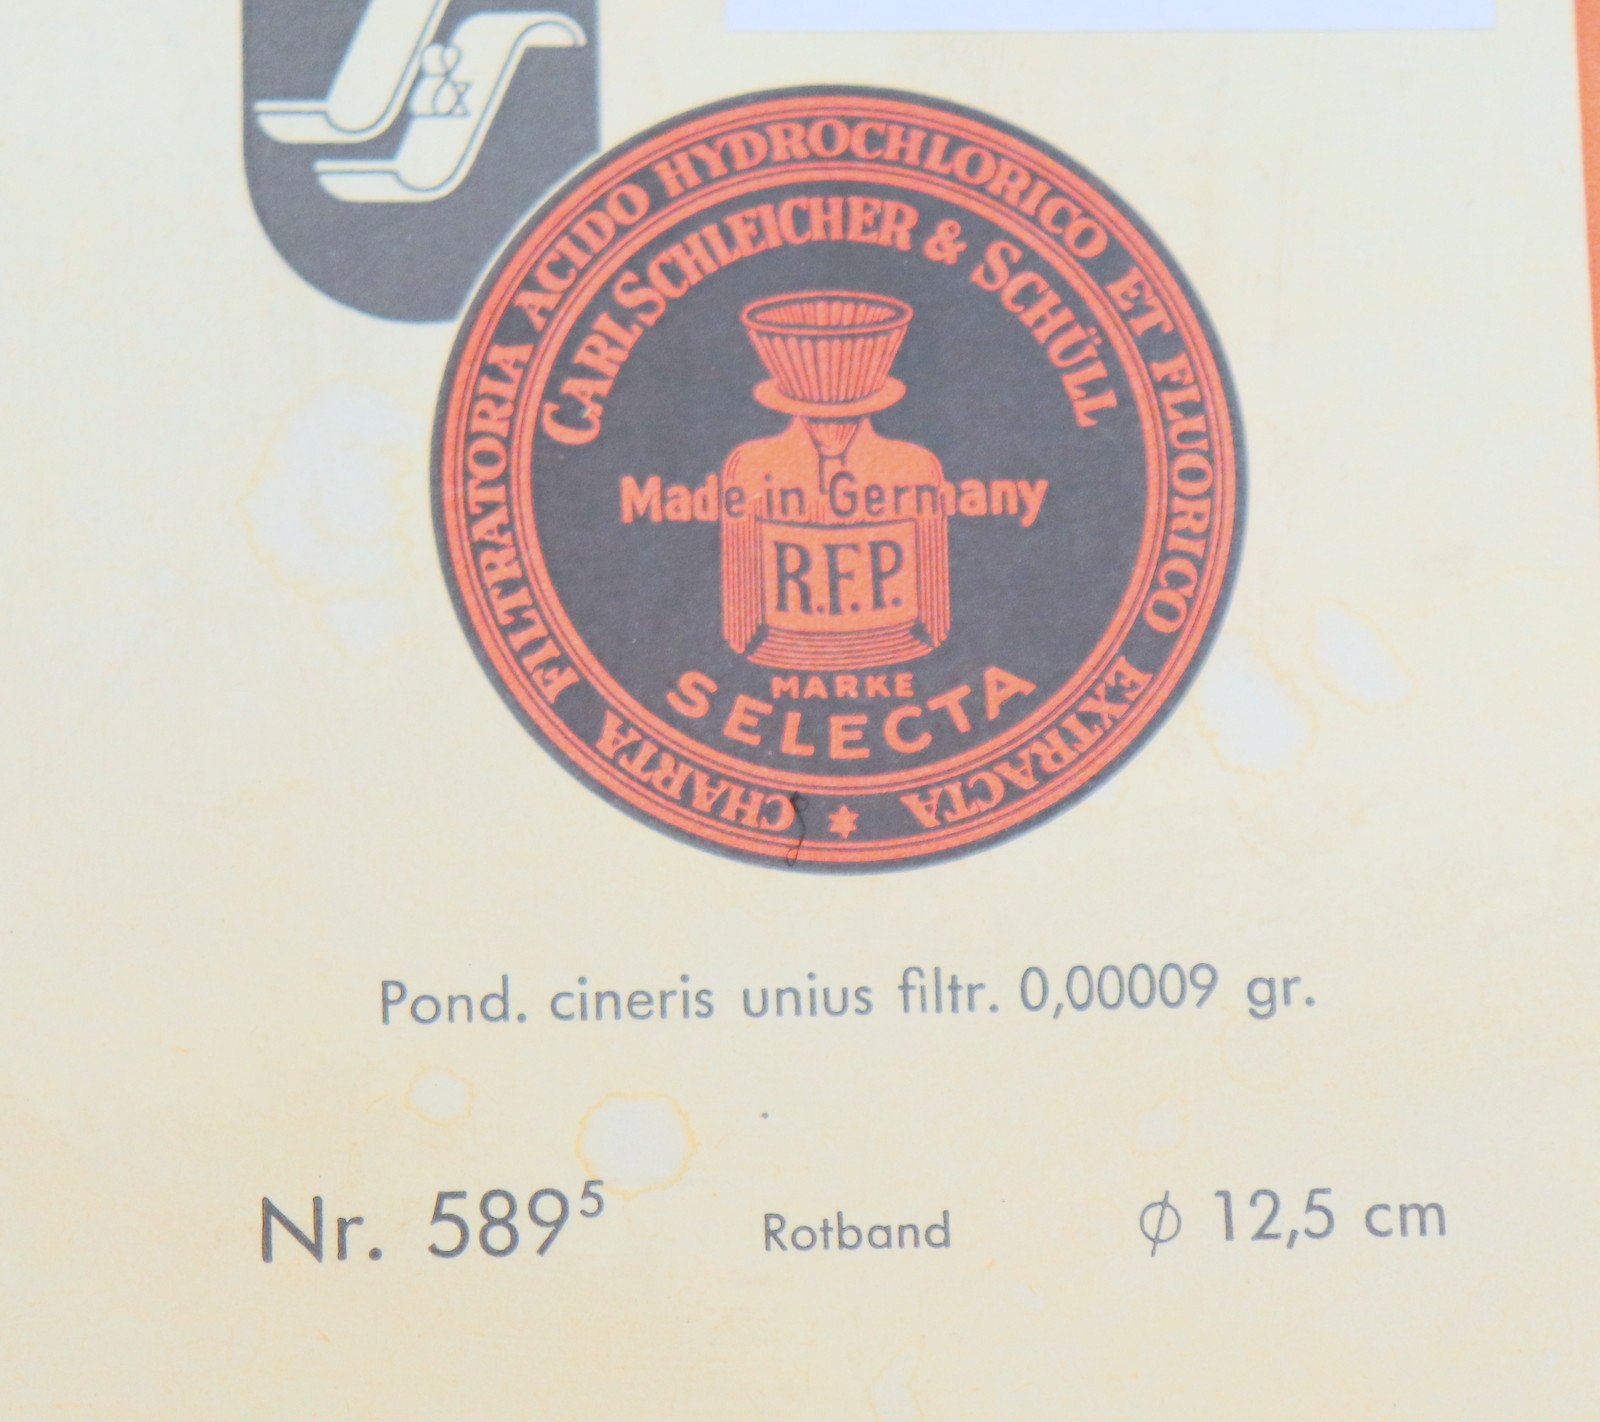 S & S
CHARTA FILTRATORIA ACIDO HYDROCHLORICO ET FLUORICO EXTRACTA
CARL SCHLEICHER & SCHÜLL
Made in Germany
R.F.P.
MARKE
SELECTA
Pond. cineris unius filtr. 0,00009 gr.
Nr. 589⁵ Rotband ϕ 12,5 cm